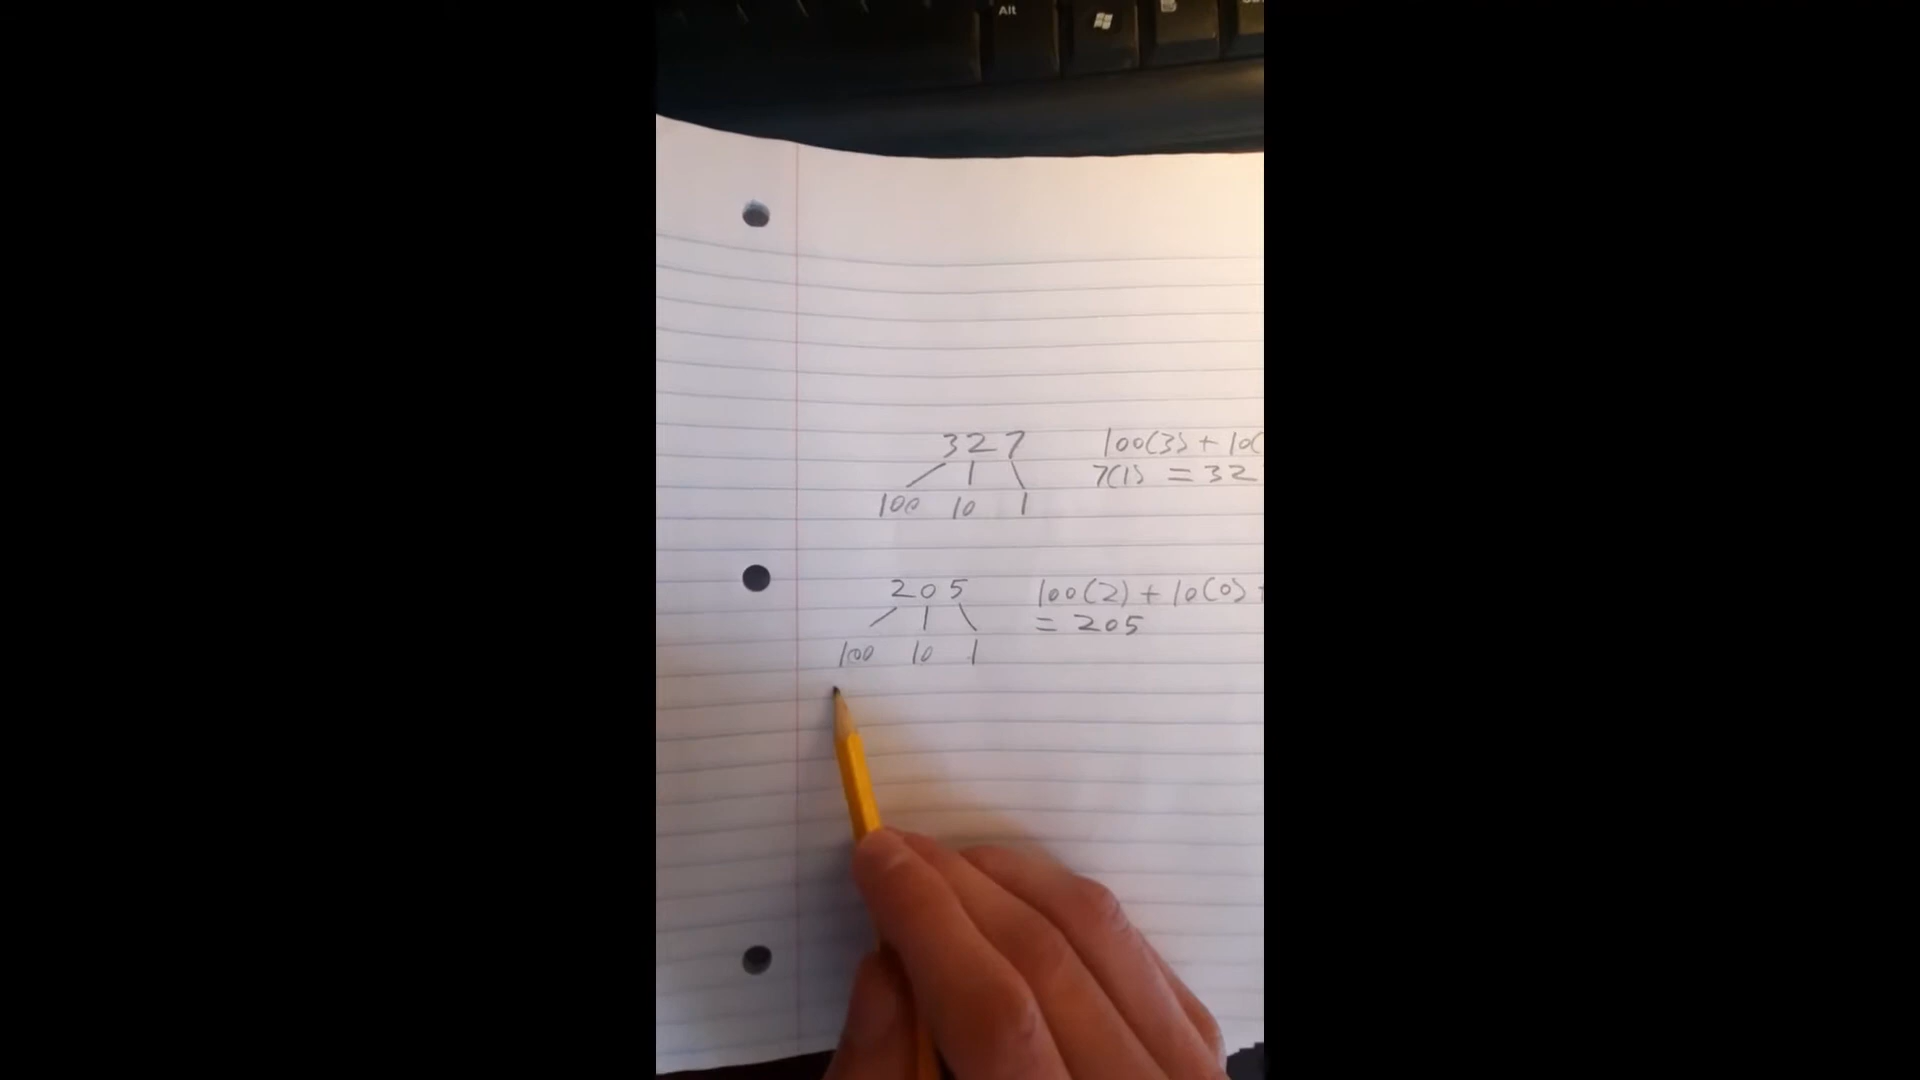 Alt
327
100(3) + 10(
7(1) = 32
100 10 1
205
100(2) + 10(0)
= 205
100 10 1